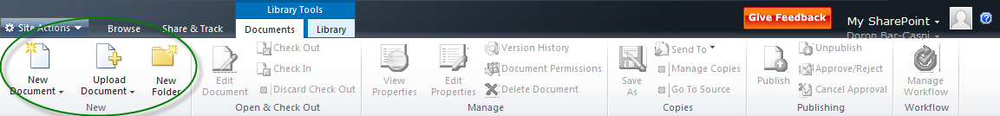 Library Tools
Site Actions
Browse
Share & Track
Documents
Library
Give Feedback
My SharePoint
Doron Bar-Caspi
New
Document
Upload
Document
New
Folder
New
Edit
Document
Check Out
Check In
Discard Check Out
Open & Check Out
View
Properties
Edit
Properties
Version History
Document Permissions
Delete Document
Manage
Save
As
Send To
Manage Copies
Go To Source
Copies
Publish
Unpublish
Approve/Reject
Cancel Approval
Publishing
Manage
Workflow
Workflow